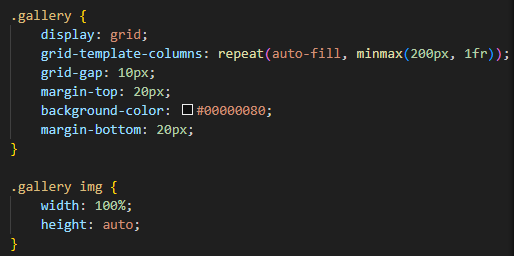 .gallery {
    display: grid;
    grid-template-columns: repeat(auto-fill, minmax(200px, 1fr));
    grid-gap: 10px;
    margin-top: 20px;
    background-color: #00000080;
    margin-bottom: 20px;
}

.gallery img {
    width: 100%;
    height: auto;
}